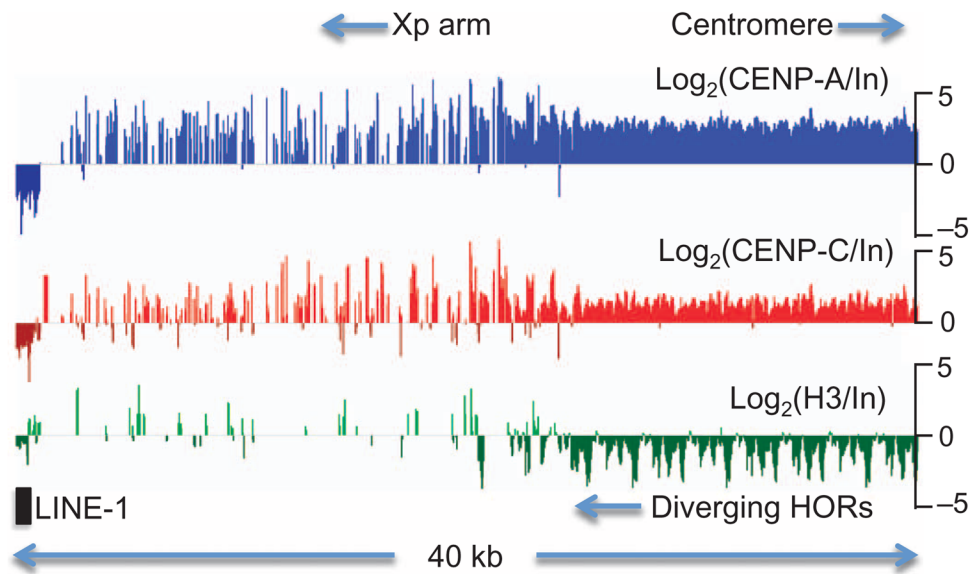 Xp arm
Centromere
Log₂(CENP-A/In)
5
0
–5
Log₂(CENP-C/In)
5
0
Log₂(H3/In)
5
0
–5
LINE-1
Diverging HORs
40 kb